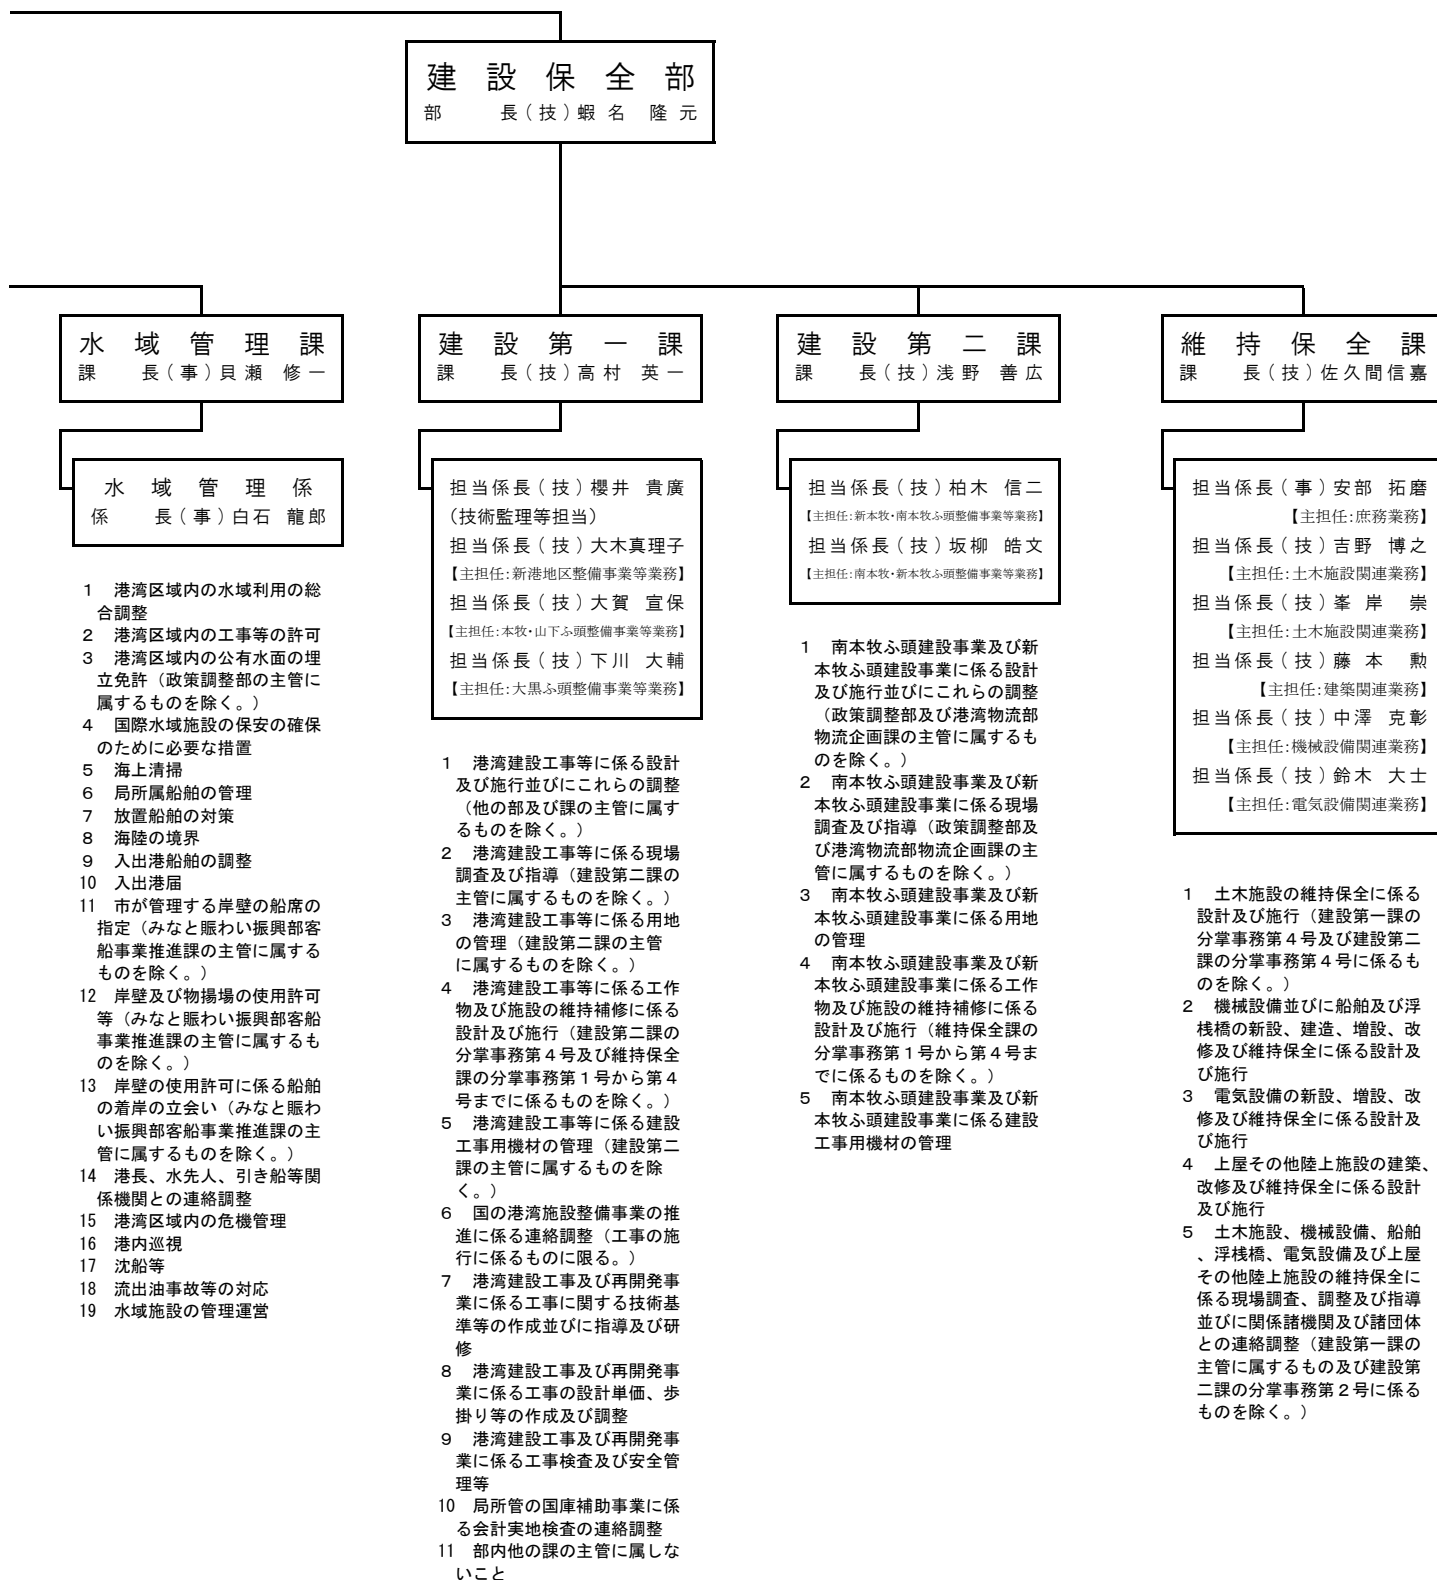 建設保全部
部　　長(技)蝦名　隆元
水域管理課
課　　長(事)貝瀬　修一
水域管理係
係　　長(事)白石　龍郎
1　港湾区域内の水域利用の総
合調整
2　港湾区域内の工事等の許可
3　港湾区域内の公有水面の埋
立免許（政策調整部の主管に
属するものを除く。）
4　国際水域施設の保安の確保
のために必要な措置
5　海上清掃
6　局所属船舶の管理
7　放置船舶の対策
8　海陸の境界
9　入出港船舶の調整
10　入出港届
11　市が管理する岸壁の船席の
指定（みなと賑わい振興部客
船事業推進課の主管に属する
ものを除く。）
12　岸壁及び物揚場の使用許可
等（みなと賑わい振興部客船
事業推進課の主管に属するも
のを除く。）
13　岸壁の使用許可に係る船舶
の着岸の立会い（みなと賑わ
い振興部客船事業推進課の主
管に属するものを除く。）
14　港長、水先人、引き船等関
係機関との連絡調整
15　港湾区域内の危機管理
16　港内巡視
17　沈船等
18　流出油事故等の対応
19　水域施設の管理運営
建設第一課
課　　長(技)高村　英一
担当係長(技)櫻井　貴廣
(技術監理等担当)
担当係長(技)大木真理子
【主担任:新港地区整備事業等業務】
担当係長(技)大賀　宣保
【主担任:本牧・山下ふ頭整備事業等業務】
担当係長(技)下川　大輔
【主担任:大黒ふ頭整備事業等業務】
1　港湾建設工事等に係る設計
及び施行並びにこれらの調整
（他の部及び課の主管に属す
るものを除く。）
2　港湾建設工事等に係る現場
調査及び指導（建設第二課の
主管に属するものを除く。）
3　港湾建設工事等に係る用地
の管理（建設第二課の主管
に属するものを除く。）
4　港湾建設工事等に係る工作
物及び施設の維持補修に係る
設計及び施行（建設第二課の
分掌事務第４号及び維持保全
課の分掌事務第１号から第４
号までに係るものを除く。）
5　港湾建設工事等に係る建設
工事用機材の管理（建設第二
課の主管に属するものを除
く。）
6　国の港湾施設整備事業の推
進に係る連絡調整（工事の施
行に係るものに限る。）
7　港湾建設工事及び再開発事
業に係る工事に関する技術基
準等の作成並びに指導及び研
修
8　港湾建設工事及び再開発事
業に係る工事の設計単価、歩
掛り等の作成及び調整
9　港湾建設工事及び再開発事
業に係る工事検査及び安全管
理等
10　局所管の国庫補助事業に係
る会計実地検査の連絡調整
11　部内他の課の主管に属しな
いこと
建設第二課
課　　長(技)浅野　善広
担当係長(技)柏木　信二
【主担任:新本牧・南本牧ふ頭整備事業等業務】
担当係長(技)坂柳　皓文
【主担任:南本牧・新本牧ふ頭整備事業等業務】
1　南本牧ふ頭建設事業及び新
本牧ふ頭建設事業に係る設計
及び施行並びにこれらの調整
（政策調整部及び港湾物流部
物流企画課の主管に属するも
のを除く。）
2　南本牧ふ頭建設事業及び新
本牧ふ頭建設事業に係る現場
調査及び指導（政策調整部及
び港湾物流部物流企画課の主
管に属するものを除く。）
3　南本牧ふ頭建設事業及び新
本牧ふ頭建設事業に係る用地
の管理
4　南本牧ふ頭建設事業及び新
本牧ふ頭建設事業に係る工作
物及び施設の維持補修に係る
設計及び施行（維持保全課の
分掌事務第１号から第４号ま
でに係るものを除く。）
5　南本牧ふ頭建設事業及び新
本牧ふ頭建設事業に係る建設
工事用機材の管理
維持保全課
課　　長(技)佐久間信嘉
担当係長(事)安部　拓磨
【主担任:庶務業務】
担当係長(技)吉野　博之
【主担任:土木施設関連業務】
担当係長(技)峯岸　崇
【主担任:土木施設関連業務】
担当係長(技)藤本　勲
【主担任:建築関連業務】
担当係長(技)中澤　克彰
【主担任:機械設備関連業務】
担当係長(技)鈴木　大士
【主担任:電気設備関連業務】
1　土木施設の維持保全に係る
設計及び施行（建設第一課の
分掌事務第４号及び建設第二
課の分掌事務第４号に係るも
のを除く。）
2　機械設備並びに船舶及び浮
桟橋の新設、建造、増設、改
修及び維持保全に係る設計及
び施行
3　電気設備の新設、増設、改
修及び維持保全に係る設計及
び施行
4　上屋その他陸上施設の建築、
改修及び維持保全に係る設計
及び施行
5　土木施設、機械設備、船舶
、浮桟橋、電気設備及び上屋
その他陸上施設の維持保全に
係る現場調査、調整及び指導
並びに関係諸機関及び諸団体
との連絡調整（建設第一課の
主管に属するもの及び建設第
二課の分掌事務第２号に係る
ものを除く。）